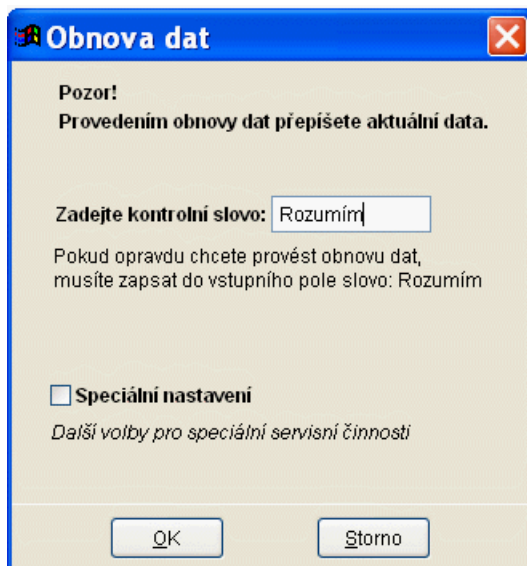 Obnova dat
Pozor!
Provedením obnovy dat přepíšete aktuální data.
Zadejte kontrolní slovo: Rozumím
Pokud opravdu chcete provést obnovu dat,
musíte zapsat do vstupního pole slovo: Rozumím
Speciální nastavení
Další volby pro speciální servisní činnosti
OK Storno